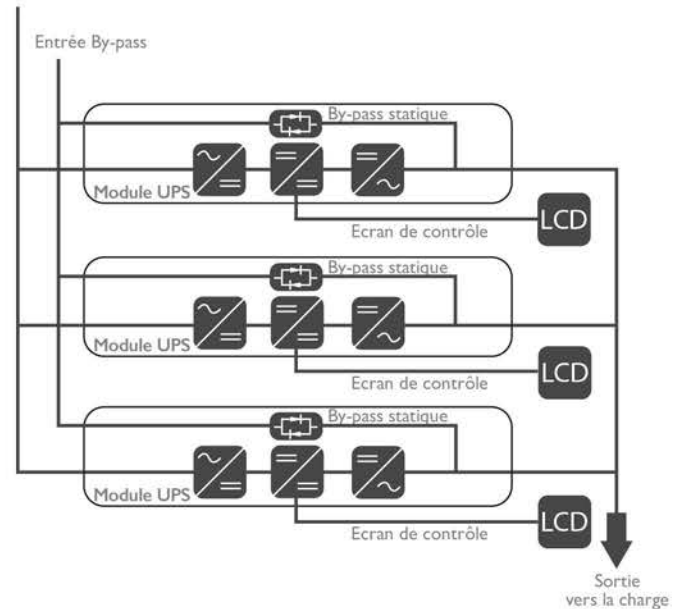 Entrée By-pass
By-pass statique
Module UPS
Ecran de contrôle
LCD
By-pass statique
Module UPS
Ecran de contrôle
LCD
By-pass statique
Module UPS
Ecran de contrôle
LCD
Sortie
vers la charge